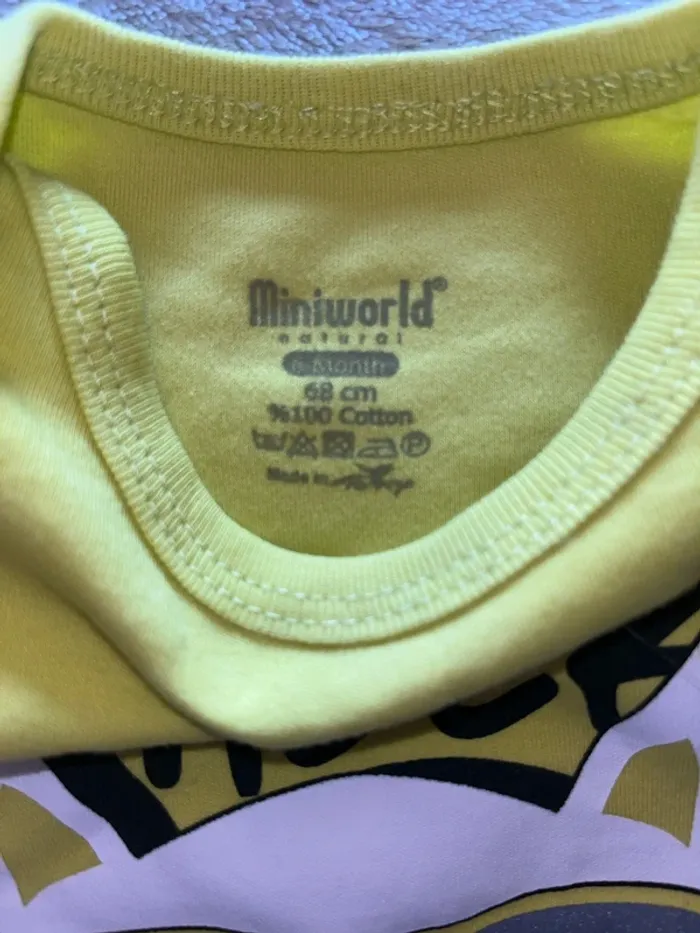 Miniworld®
natural
6 Month
68 cm
%100 Cotton
Made in